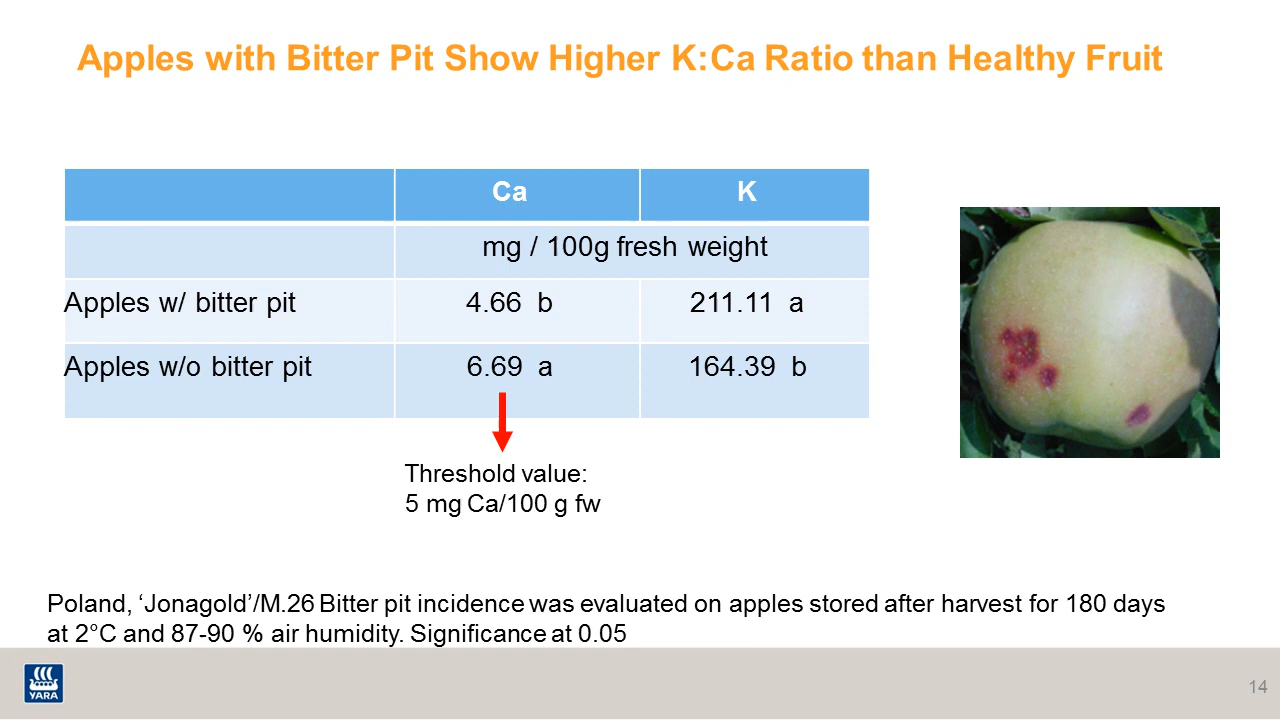 Apples with Bitter Pit Show Higher K:Ca Ratio than Healthy Fruit
Ca K
mg / 100g fresh weight
Apples w/ bitter pit 4.66 b 211.11 a
Apples w/o bitter pit 6.69 a 164.39 b
Threshold value:
5 mg Ca/100 g fw
Poland, ‘Jonagold’/M.26 Bitter pit incidence was evaluated on apples stored after harvest for 180 days
at 2°C and 87-90 % air humidity. Significance at 0.05
YARA
14